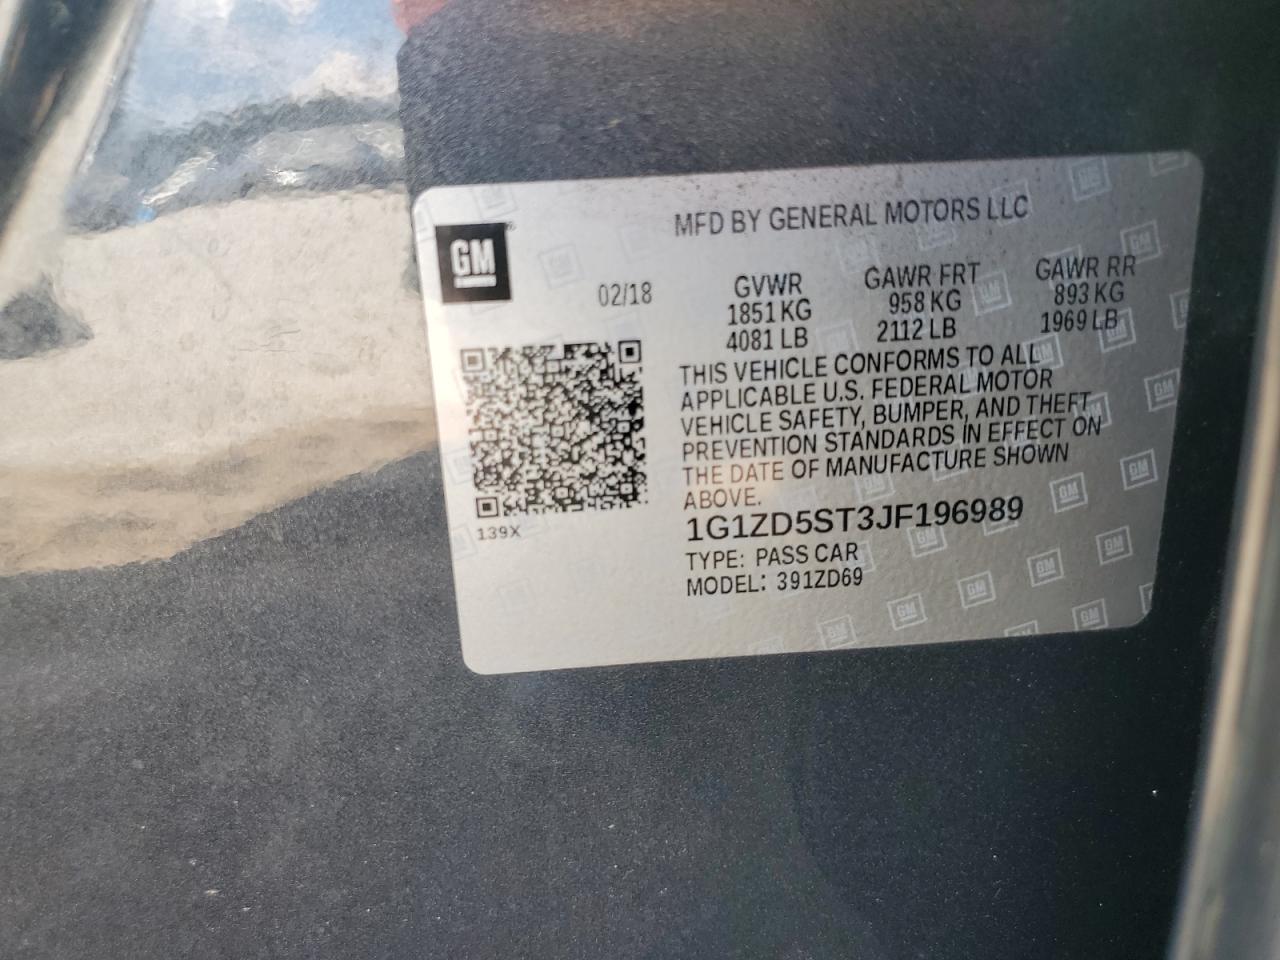 MFD BY GENERAL MOTORS LLC
GM
02/18
GVWR GAWR FRT GAWR RR
1851 KG 958 KG 893 KG
4081 LB 2112 LB 1969 LB
THIS VEHICLE CONFORMS TO ALL
APPLICABLE U.S. FEDERAL MOTOR
VEHICLE SAFETY, BUMPER, AND THEFT
PREVENTION STANDARDS IN EFFECT ON
THE DATE OF MANUFACTURE SHOWN
ABOVE.
139X
1G1ZD5ST3JF196989
TYPE: PASS CAR
MODEL: 391ZD69